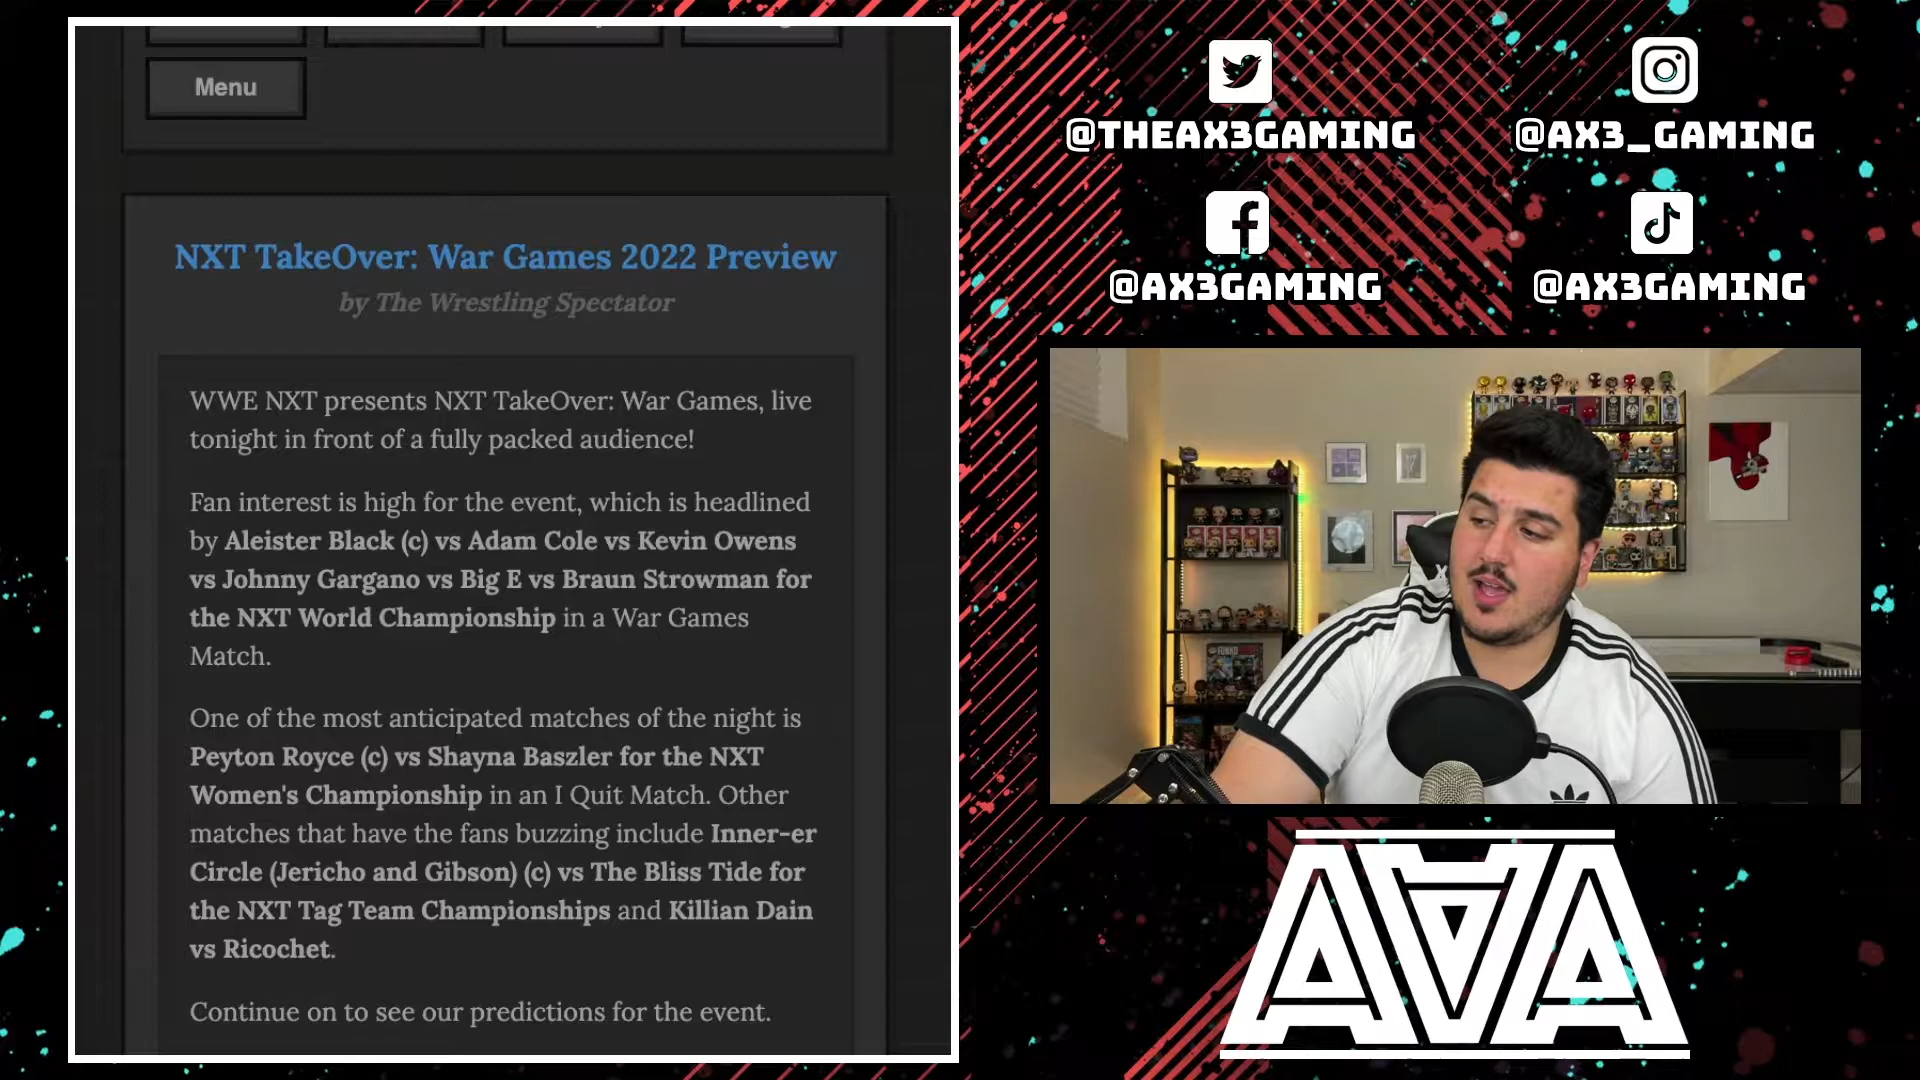 Menu
NXT TakeOver: War Games 2022 Preview
by The Wrestling Spectator
WWE NXT presents NXT TakeOver: War Games, live
tonight in front of a fully packed audience!
Fan interest is high for the event, which is headlined
by Aleister Black (c) vs Adam Cole vs Kevin Owens
vs Johnny Gargano vs Big E vs Braun Strowman for
the NXT World Championship in a War Games
Match.
One of the most anticipated matches of the night is
Peyton Royce (c) vs Shayna Baszler for the NXT
Women's Championship in an I Quit Match. Other
matches that have the fans buzzing include Inner-er
Circle (Jericho and Gibson) (c) vs The Bliss Tide for
the NXT Tag Team Championships and Killian Dain
vs Ricochet.
Continue on to see our predictions for the event.
@THEAX3GAMING
@AX3_GAMING
@AX3GAMING
@AX3GAMING